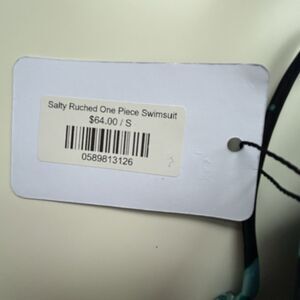 Salty Ruched One Piece Swimsuit
$64.00 / S
0589813126